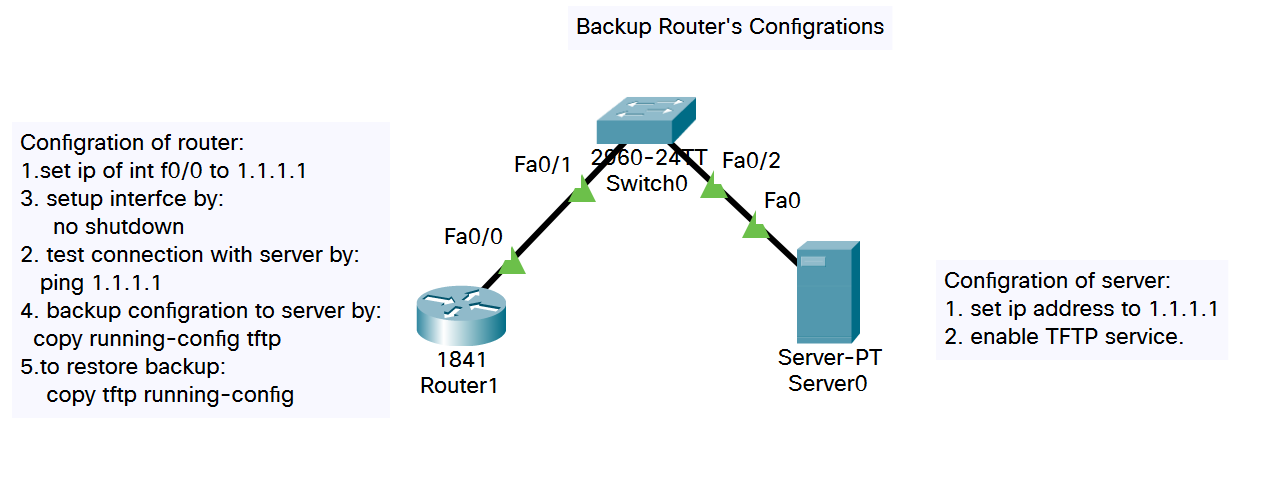 Backup Router's Configrations
Configration of router:
1.set ip of int f0/0 to 1.1.1.1
3. setup interfce by:
no shutdown
2. test connection with server by:
ping 1.1.1.1
4. backup configration to server by:
copy running-config tftp
5.to restore backup:
copy tftp running-config
Fa0/1
2960-24TT
Switch0
Fa0/2
Fa0
Fa0/0
1841
Router1
Server-PT
Server0
Configration of server:
1. set ip address to 1.1.1.1
2. enable TFTP service.